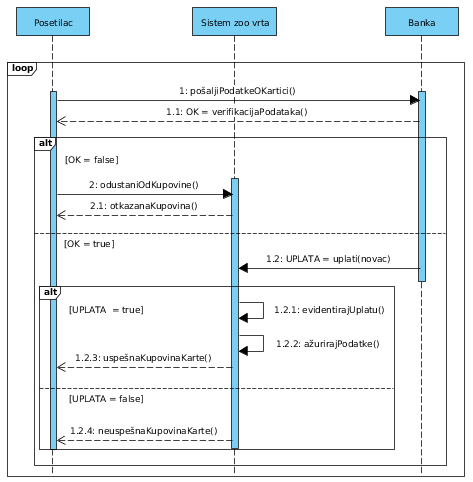 Posetilac
Sistem zoo vrta
Banka
loop
1: pošaljiPodatkeOKartici()
1.1: OK = verifikacijaPodataka()
alt
[OK = false]
2: odustaniOdKupovine()
2.1: otkazanaKupovina()
[OK = true]
1.2: UPLATA = uplati(novac)
alt
[UPLATA  = true]
1.2.1: evidentirajUplatu()
1.2.2: ažurirajPodatke()
1.2.3: uspešnaKupovinaKarte()
[UPLATA = false]
1.2.4: neuspešnaKupovinaKarte()